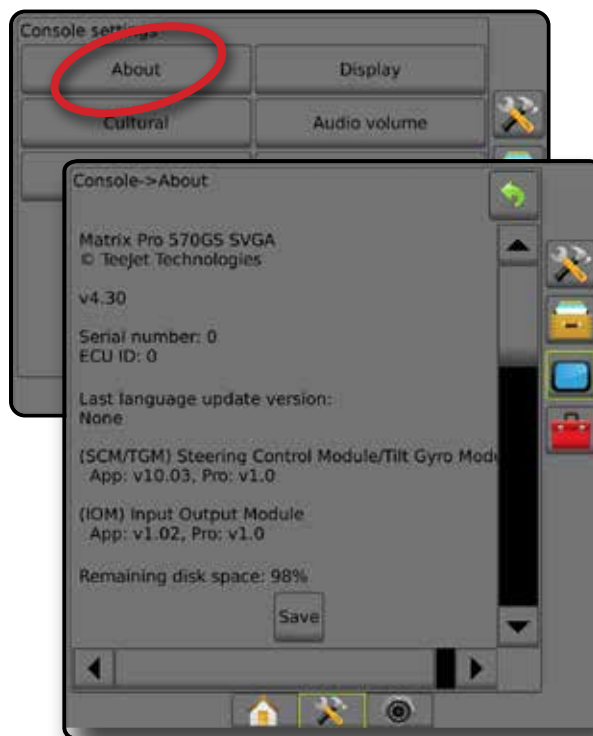 Console settings
About
Display
Cultural
Audio volume
Console->About
Matrix Pro 570GS SVGA
© TeeJet Technologies
v4.30
Serial number: 0
ECU ID: 0
Last language update version:
None
(SCM/TGM) Steering Control Module/Tilt Gyro Modu
App: v10.03, Pro: v1.0
(IOM) Input Output Module
App: v1.02, Pro: v1.0
Remaining disk space: 98%
Save